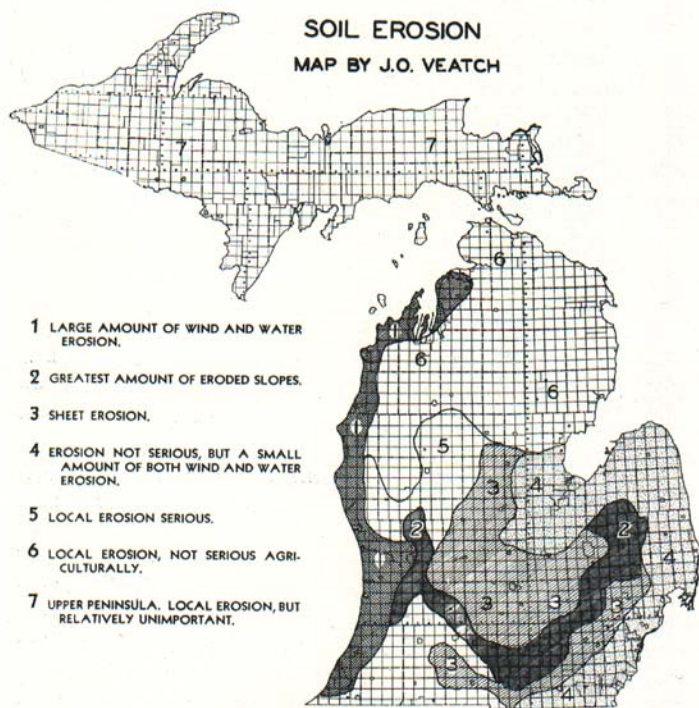 SOIL EROSION
MAP BY J.O. VEATCH
7
7
6
1 LARGE AMOUNT OF WIND AND WATER
EROSION.
1
6
2 GREATEST AMOUNT OF ERODED SLOPES.
6
3 SHEET EROSION.
1
4 EROSION NOT SERIOUS, BUT A SMALL
AMOUNT OF BOTH WIND AND WATER
EROSION.
5
3
4
5 LOCAL EROSION SERIOUS.
2
2
6 LOCAL EROSION, NOT SERIOUS AGRI-
CULTURALLY.
1
4
7 UPPER PENINSULA. LOCAL EROSION, BUT
RELATIVELY UNIMPORTANT.
3
3
3
3
4